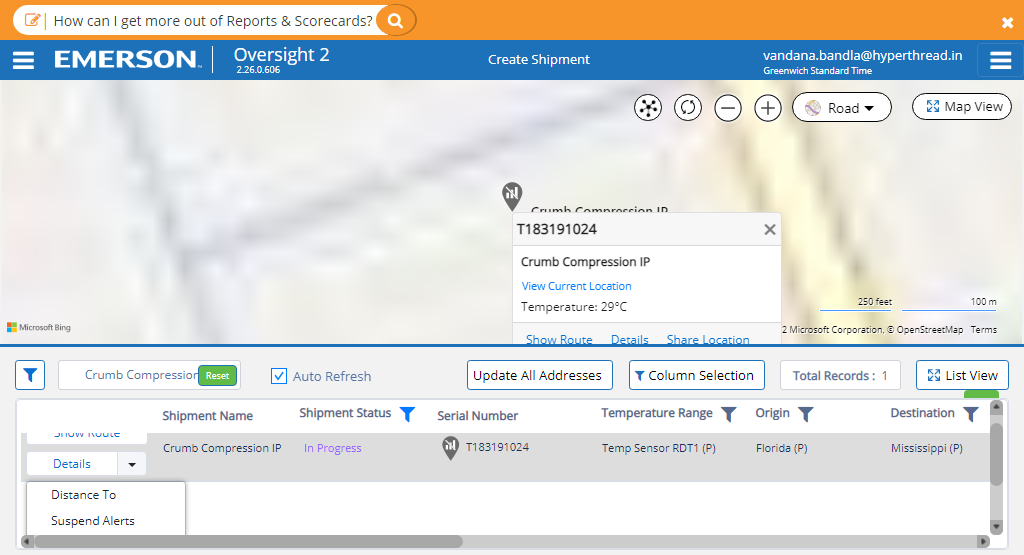 How can I get more out of Reports & Scorecards?
EMERSON Oversight 2
2.26.0.606
Create Shipment
vandana.bandla@hyperthread.in
Greenwich Standard Time
Road
Map View
Crumb Compression IP
T183191024
Crumb Compression IP
View Current Location
Temperature: 29°C
Show Route Details Share Location
250 feet 100 m
Microsoft Bing
2 Microsoft Corporation, © OpenStreetMap Terms
Crumb Compression Reset
Auto Refresh
Update All Addresses
Column Selection
Total Records : 1
List View
Shipment Name Shipment Status Serial Number Temperature Range Origin Destination
Show Route
Crumb Compression IP In Progress T183191024 Temp Sensor RDT1 (P) Florida (P) Mississippi (P)
Details
Distance To
Suspend Alerts